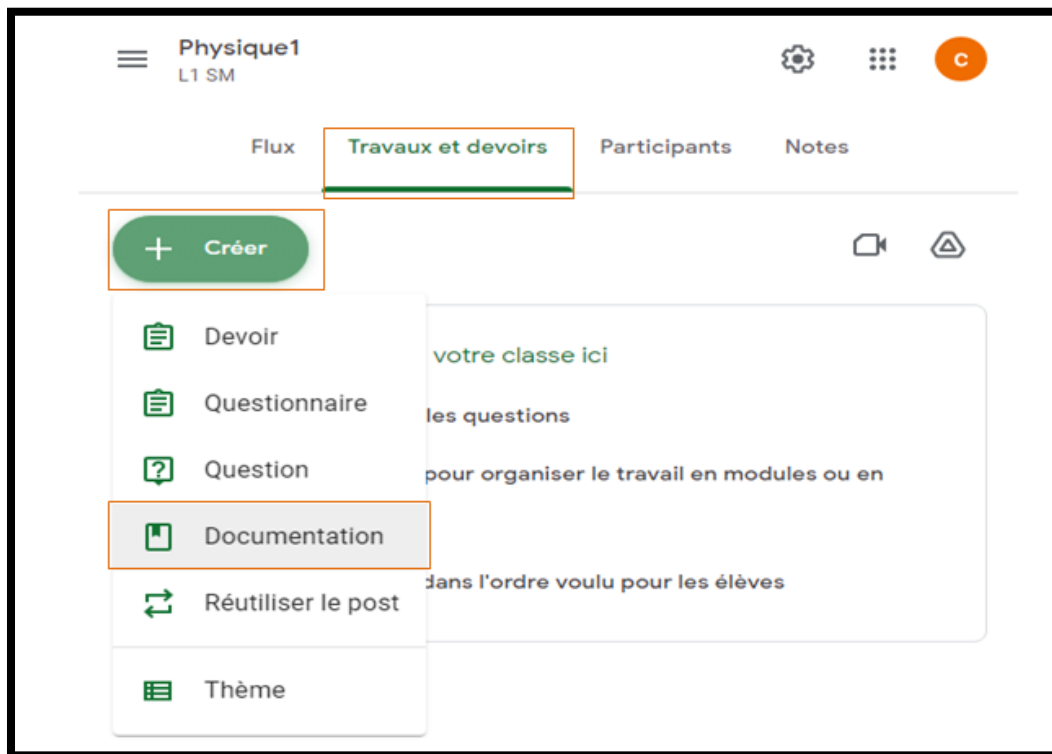 Physique1
L1 SM
C
Flux Travaux et devoirs Participants Notes
+ Créer
Devoir
votre classe ici
Questionnaire
les questions
Question
pour organiser le travail en modules ou en
Documentation
dans l'ordre voulu pour les élèves
Réutiliser le post
Thème